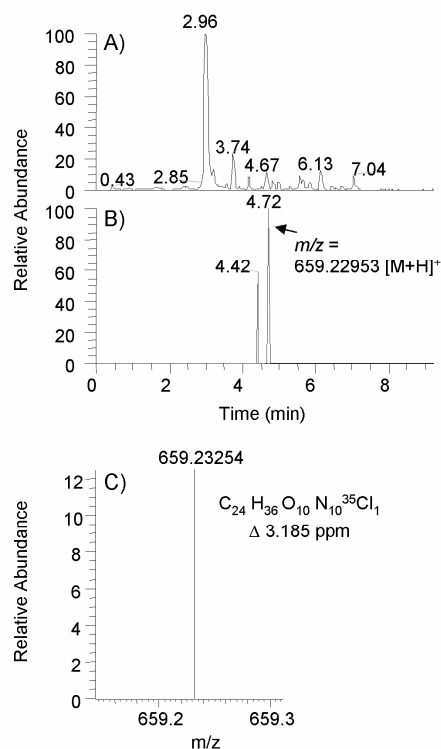 A)
Relative Abundance
100
80
60
40
20
0
0.43
2.85
2.96
3.74
4.67
6.13
7.04
B)
Relative Abundance
100
80
60
40
20
0
4.42
4.72
m/z =
659.22953 [M+H]⁺
0 2 4 6 8
Time (min)
C)
Relative Abundance
12
10
8
6
4
2
0
659.23254
C₂₄ H₃₆ O₁₀ N₁₀³⁵Cl₁
Δ 3.185 ppm
659.2 659.3
m/z